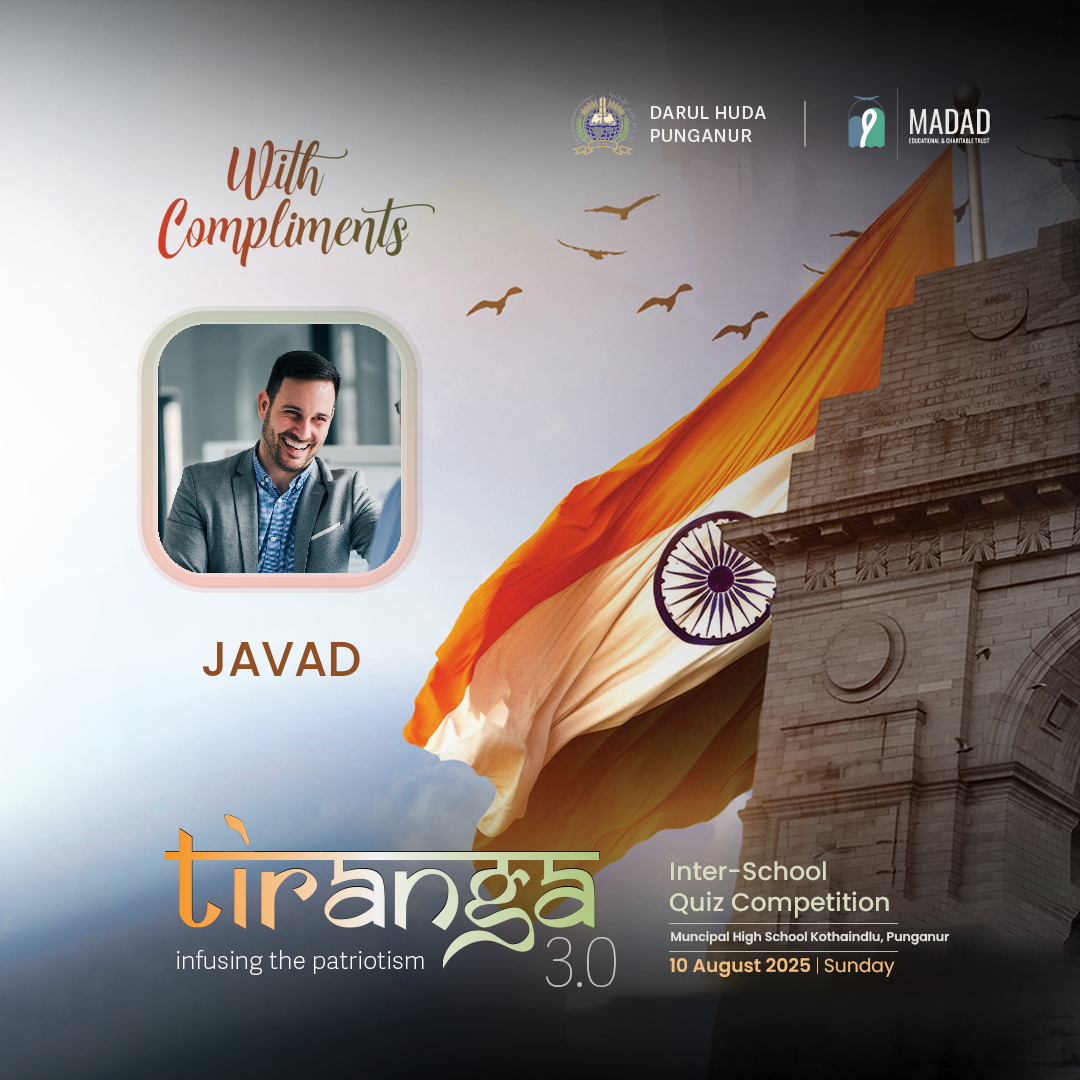 DARUL HUDA
PUNGANUR
MADAD
EDUCATIONAL & CHARITABLE TRUST
With
Compliments
JAVAD
tiranga
3.0
infusing the patriotism
Inter-School
Quiz Competition
Muncipal High School Kothaindlu, Punganur
10 August 2025 | Sunday